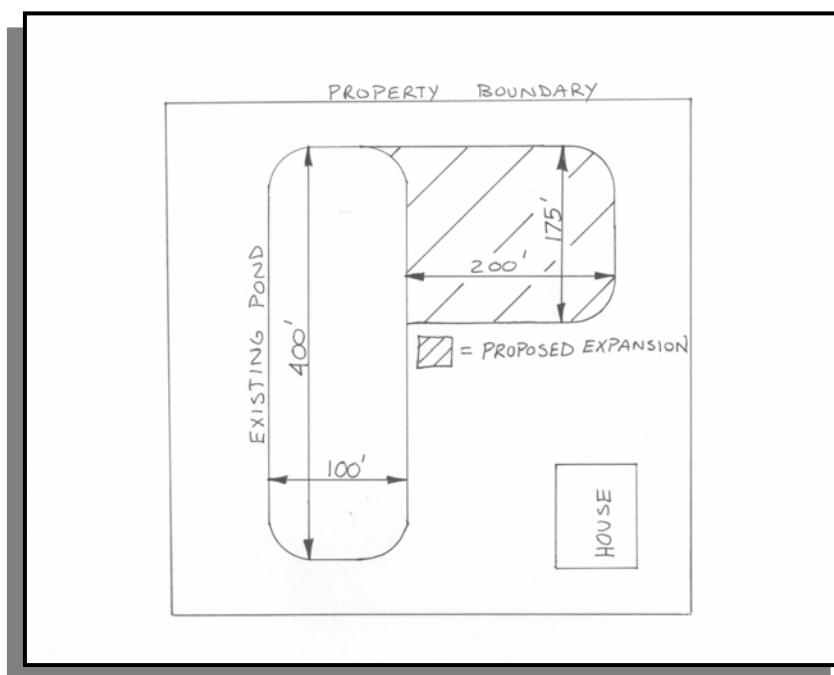 PROPERTY BOUNDARY
175'
200'
EXISTING POND
400'
= PROPOSED EXPANSION
100'
HOUSE